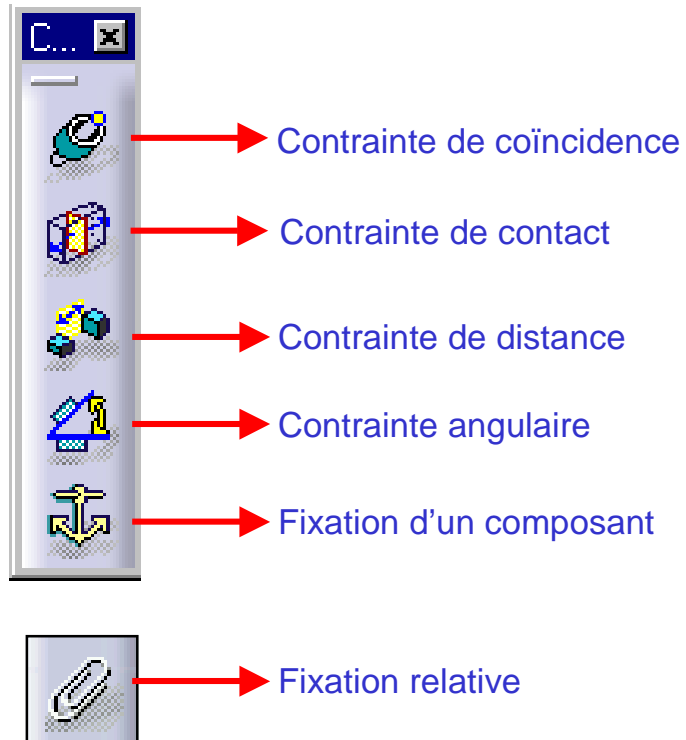 C...
Contrainte de coïncidence
Contrainte de contact
Contrainte de distance
Contrainte angulaire
Fixation d'un composant
Fixation relative